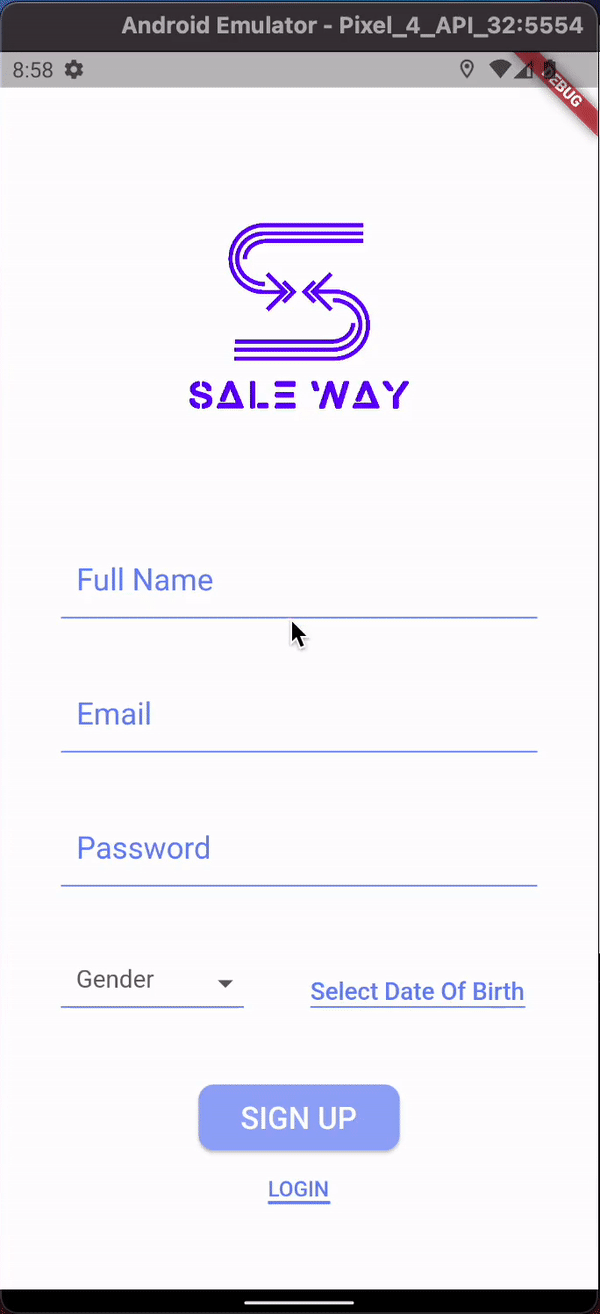 Android Emulator - Pixel_4_API_32:5554
8:58
DEBUG
SALE WAY
Full Name
Email
Password
Gender
Select Date Of Birth
SIGN UP
LOGIN